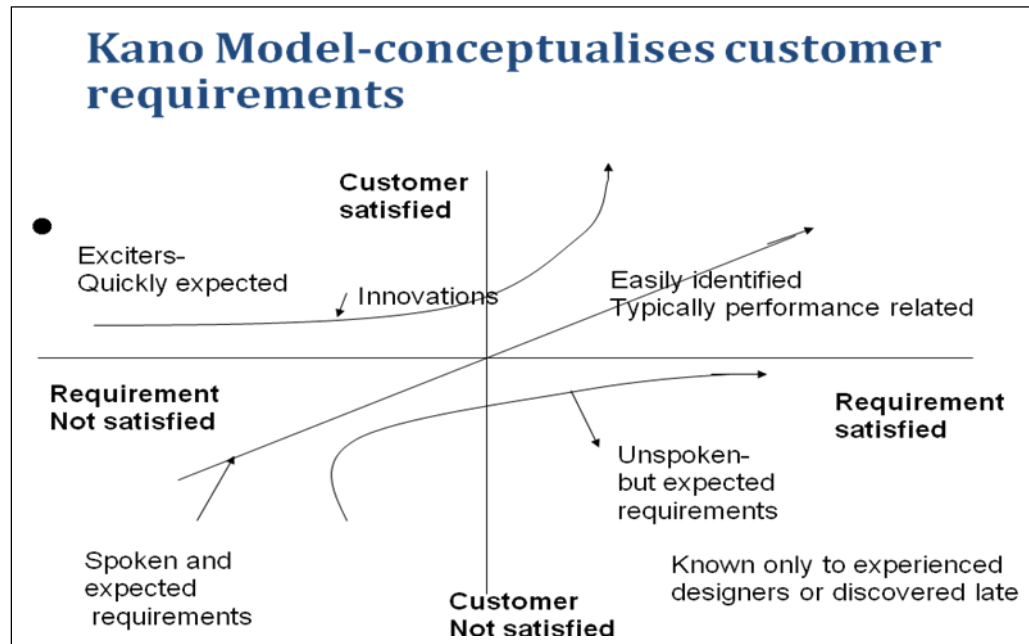 Kano Model-conceptualises customer
requirements
Customer
satisfied
Exciters-
Quickly expected
Innovations
Easily identified
Typically performance related
Requirement
Not satisfied
Requirement
satisfied
Unspoken-
but expected
requirements
Spoken and
expected
requirements
Known only to experienced
designers or discovered late
Customer
Not satisfied